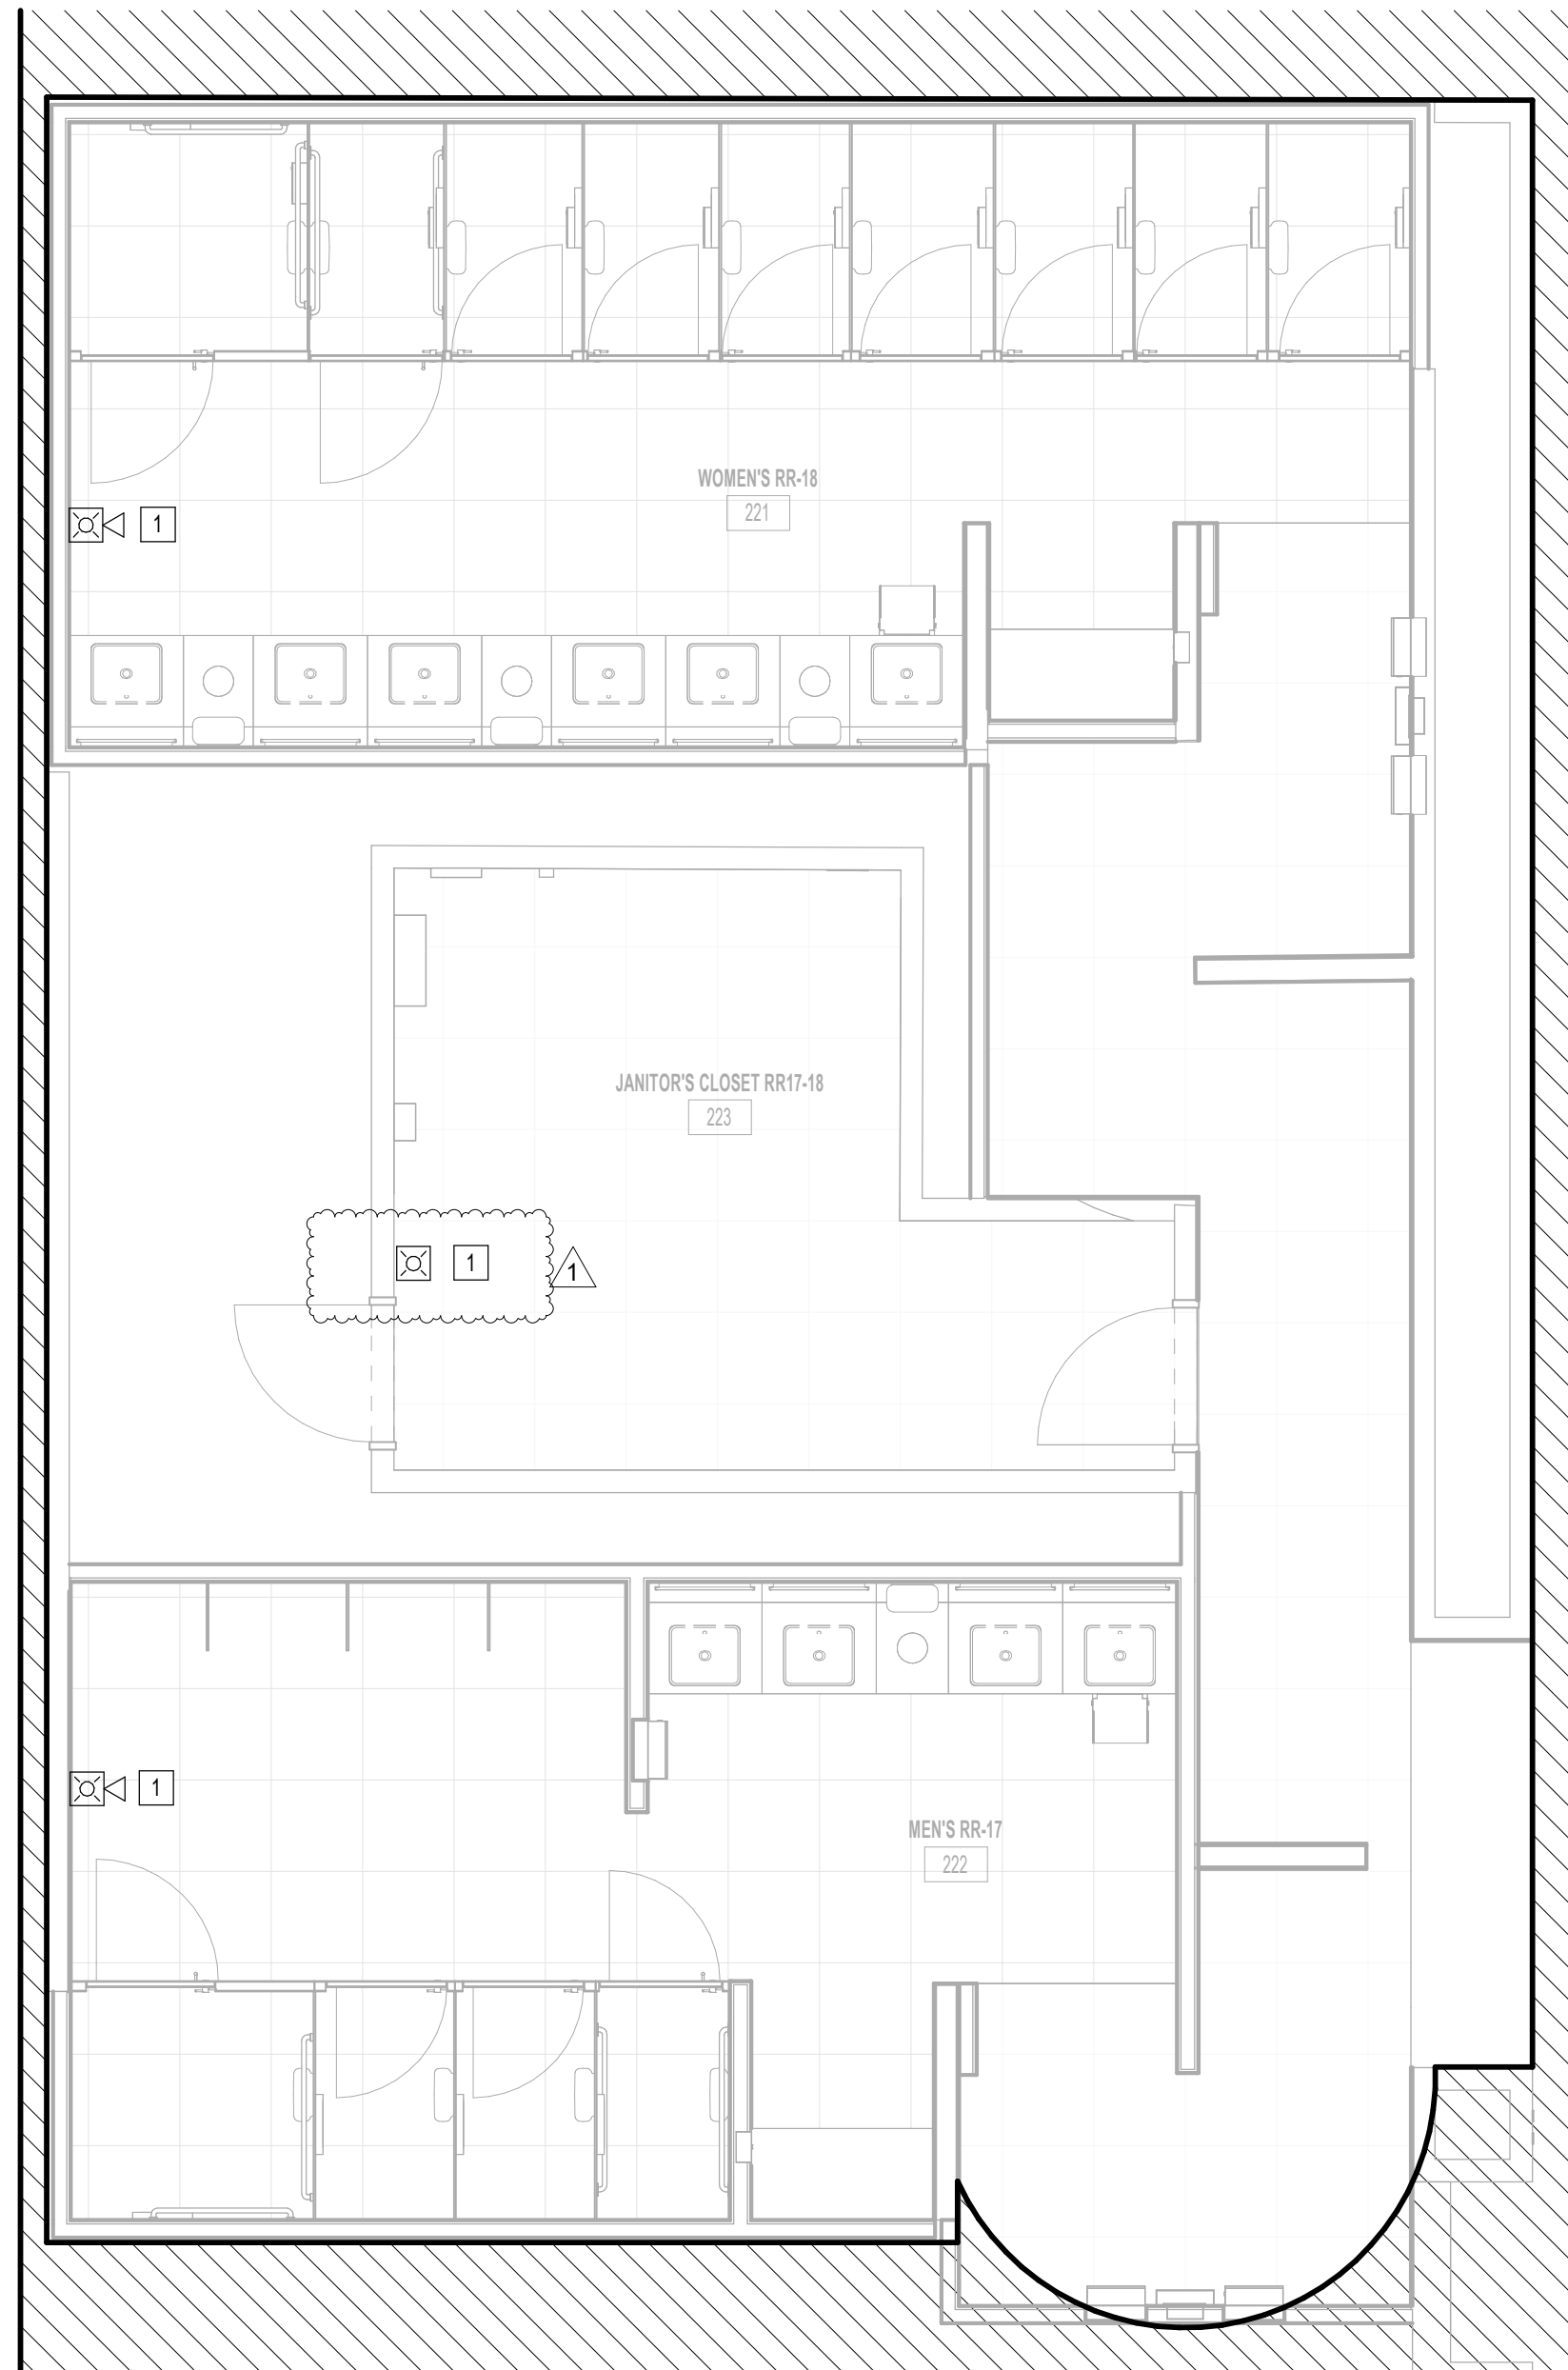 WOMEN'S RR-18
221
1
JANITOR'S CLOSET RR17-18
223
1
1
1
MEN'S RR-17
222